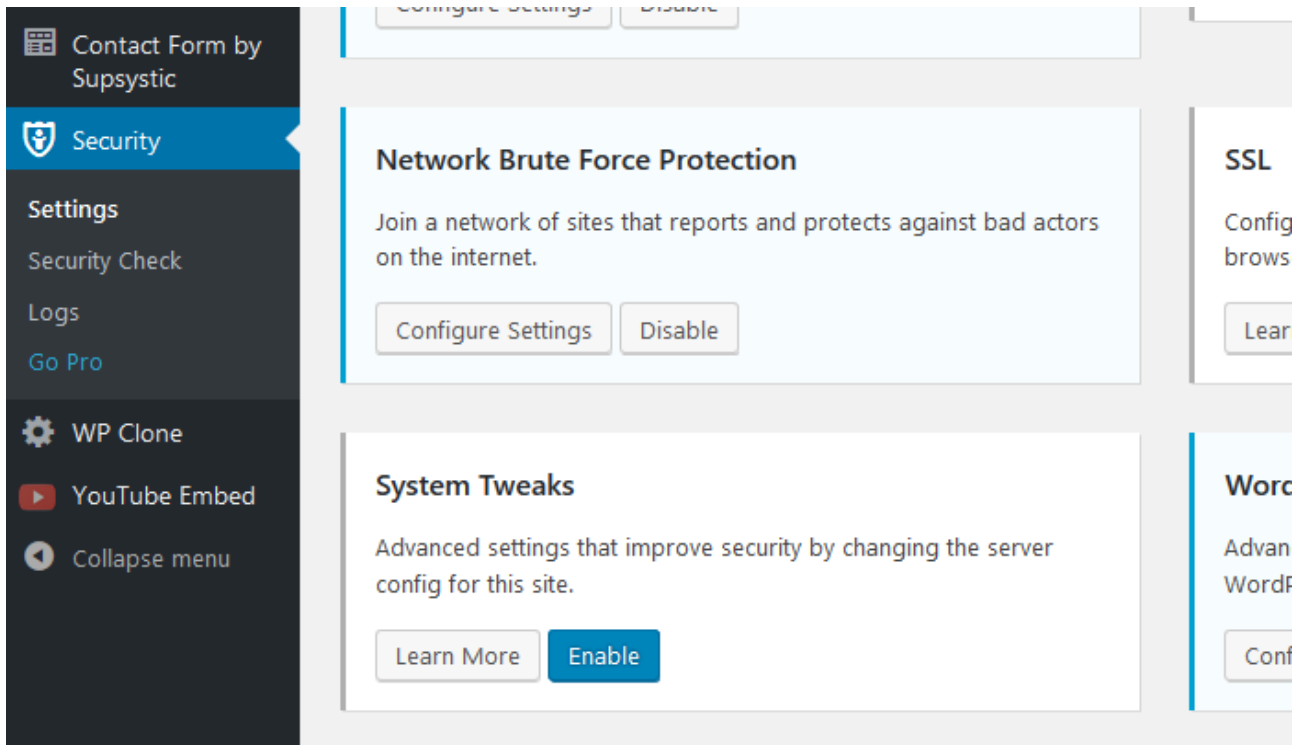 Configure Settings Disable
Contact Form by
Supsystic
Security
Settings
Security Check
Logs
Go Pro
WP Clone
YouTube Embed
Collapse menu
Network Brute Force Protection
Join a network of sites that reports and protects against bad actors
on the internet.
Configure Settings Disable
System Tweaks
Advanced settings that improve security by changing the server
config for this site.
Learn More Enable
SSL